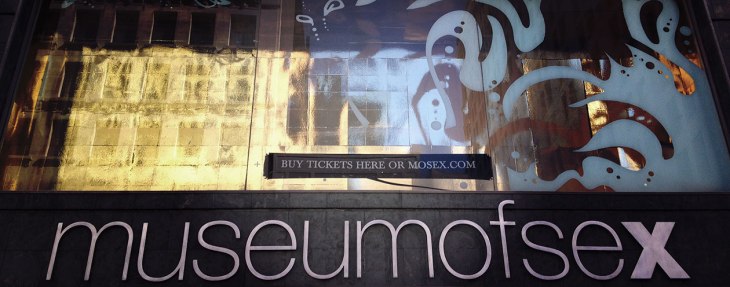 BUY TICKETS HERE OR MOSEX.COM
museumofsex